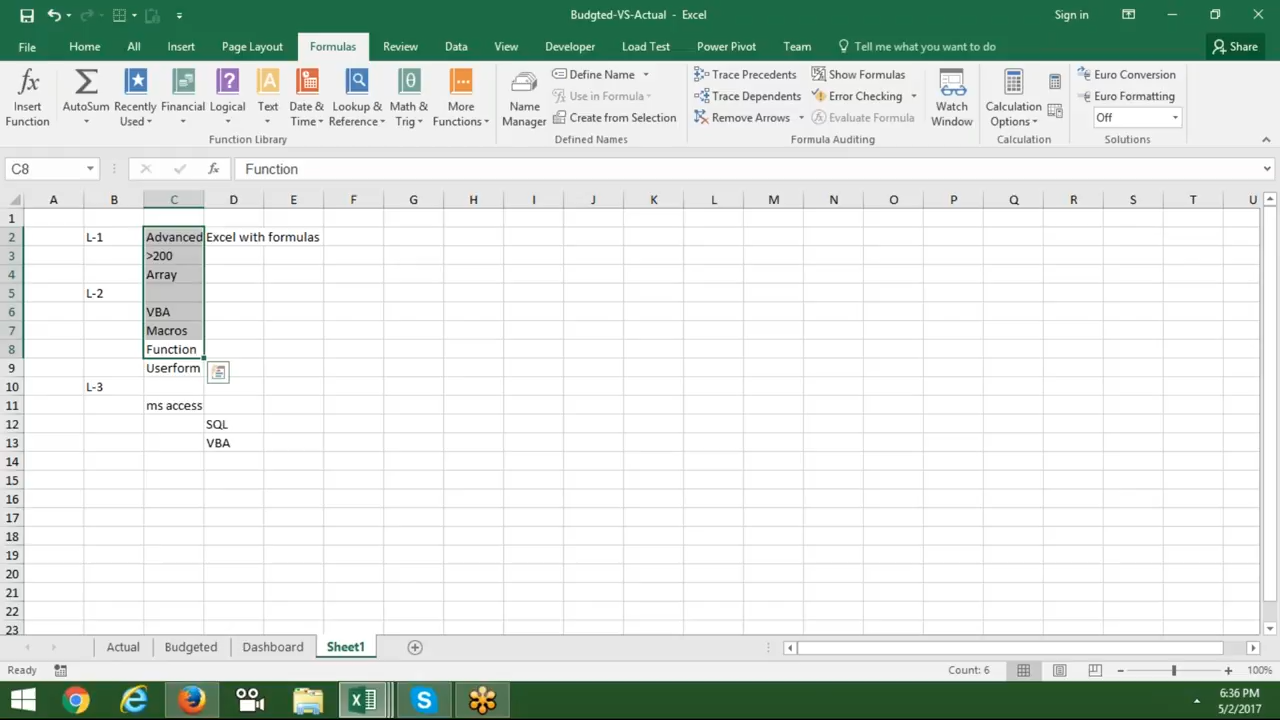 Budgted-VS-Actual - Excel
Sign in
File Home All Insert Page Layout Formulas Review Data View Developer Load Test Power Pivot Team Tell me what you want to do Share
Insert Function
AutoSum
Recently Used
Financial
Logical
Text
Date & Time
Lookup & Reference
Math & Trig
More Functions
Function Library
Name Manager
Define Name
Use in Formula
Create from Selection
Defined Names
Trace Precedents
Trace Dependents
Remove Arrows
Show Formulas
Error Checking
Evaluate Formula
Formula Auditing
Watch Window
Calculation Options
Calculation
Euro Conversion
Euro Formatting
Off
Solutions
C8 fx Function
A B C D E F G H I J K L M N O P Q R S T U
1
2 L-1 Advanced Excel with formulas
3 >200
4 Array
5 L-2
6 VBA
7 Macros
8 Function
9 Userform
10 L-3
11 ms access
12 SQL
13 VBA
14
15
16
17
18
19
20
21
22
23
Actual Budgeted Dashboard Sheet1
Ready Count: 6 100%
6:36 PM
5/2/2017